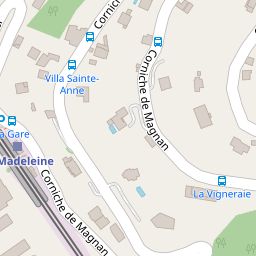 Corniche
Villa Sainte-
Anne
Corniche de Magnan
a Gare
Madeleine
Corniche de Magnan
La Vigneraie